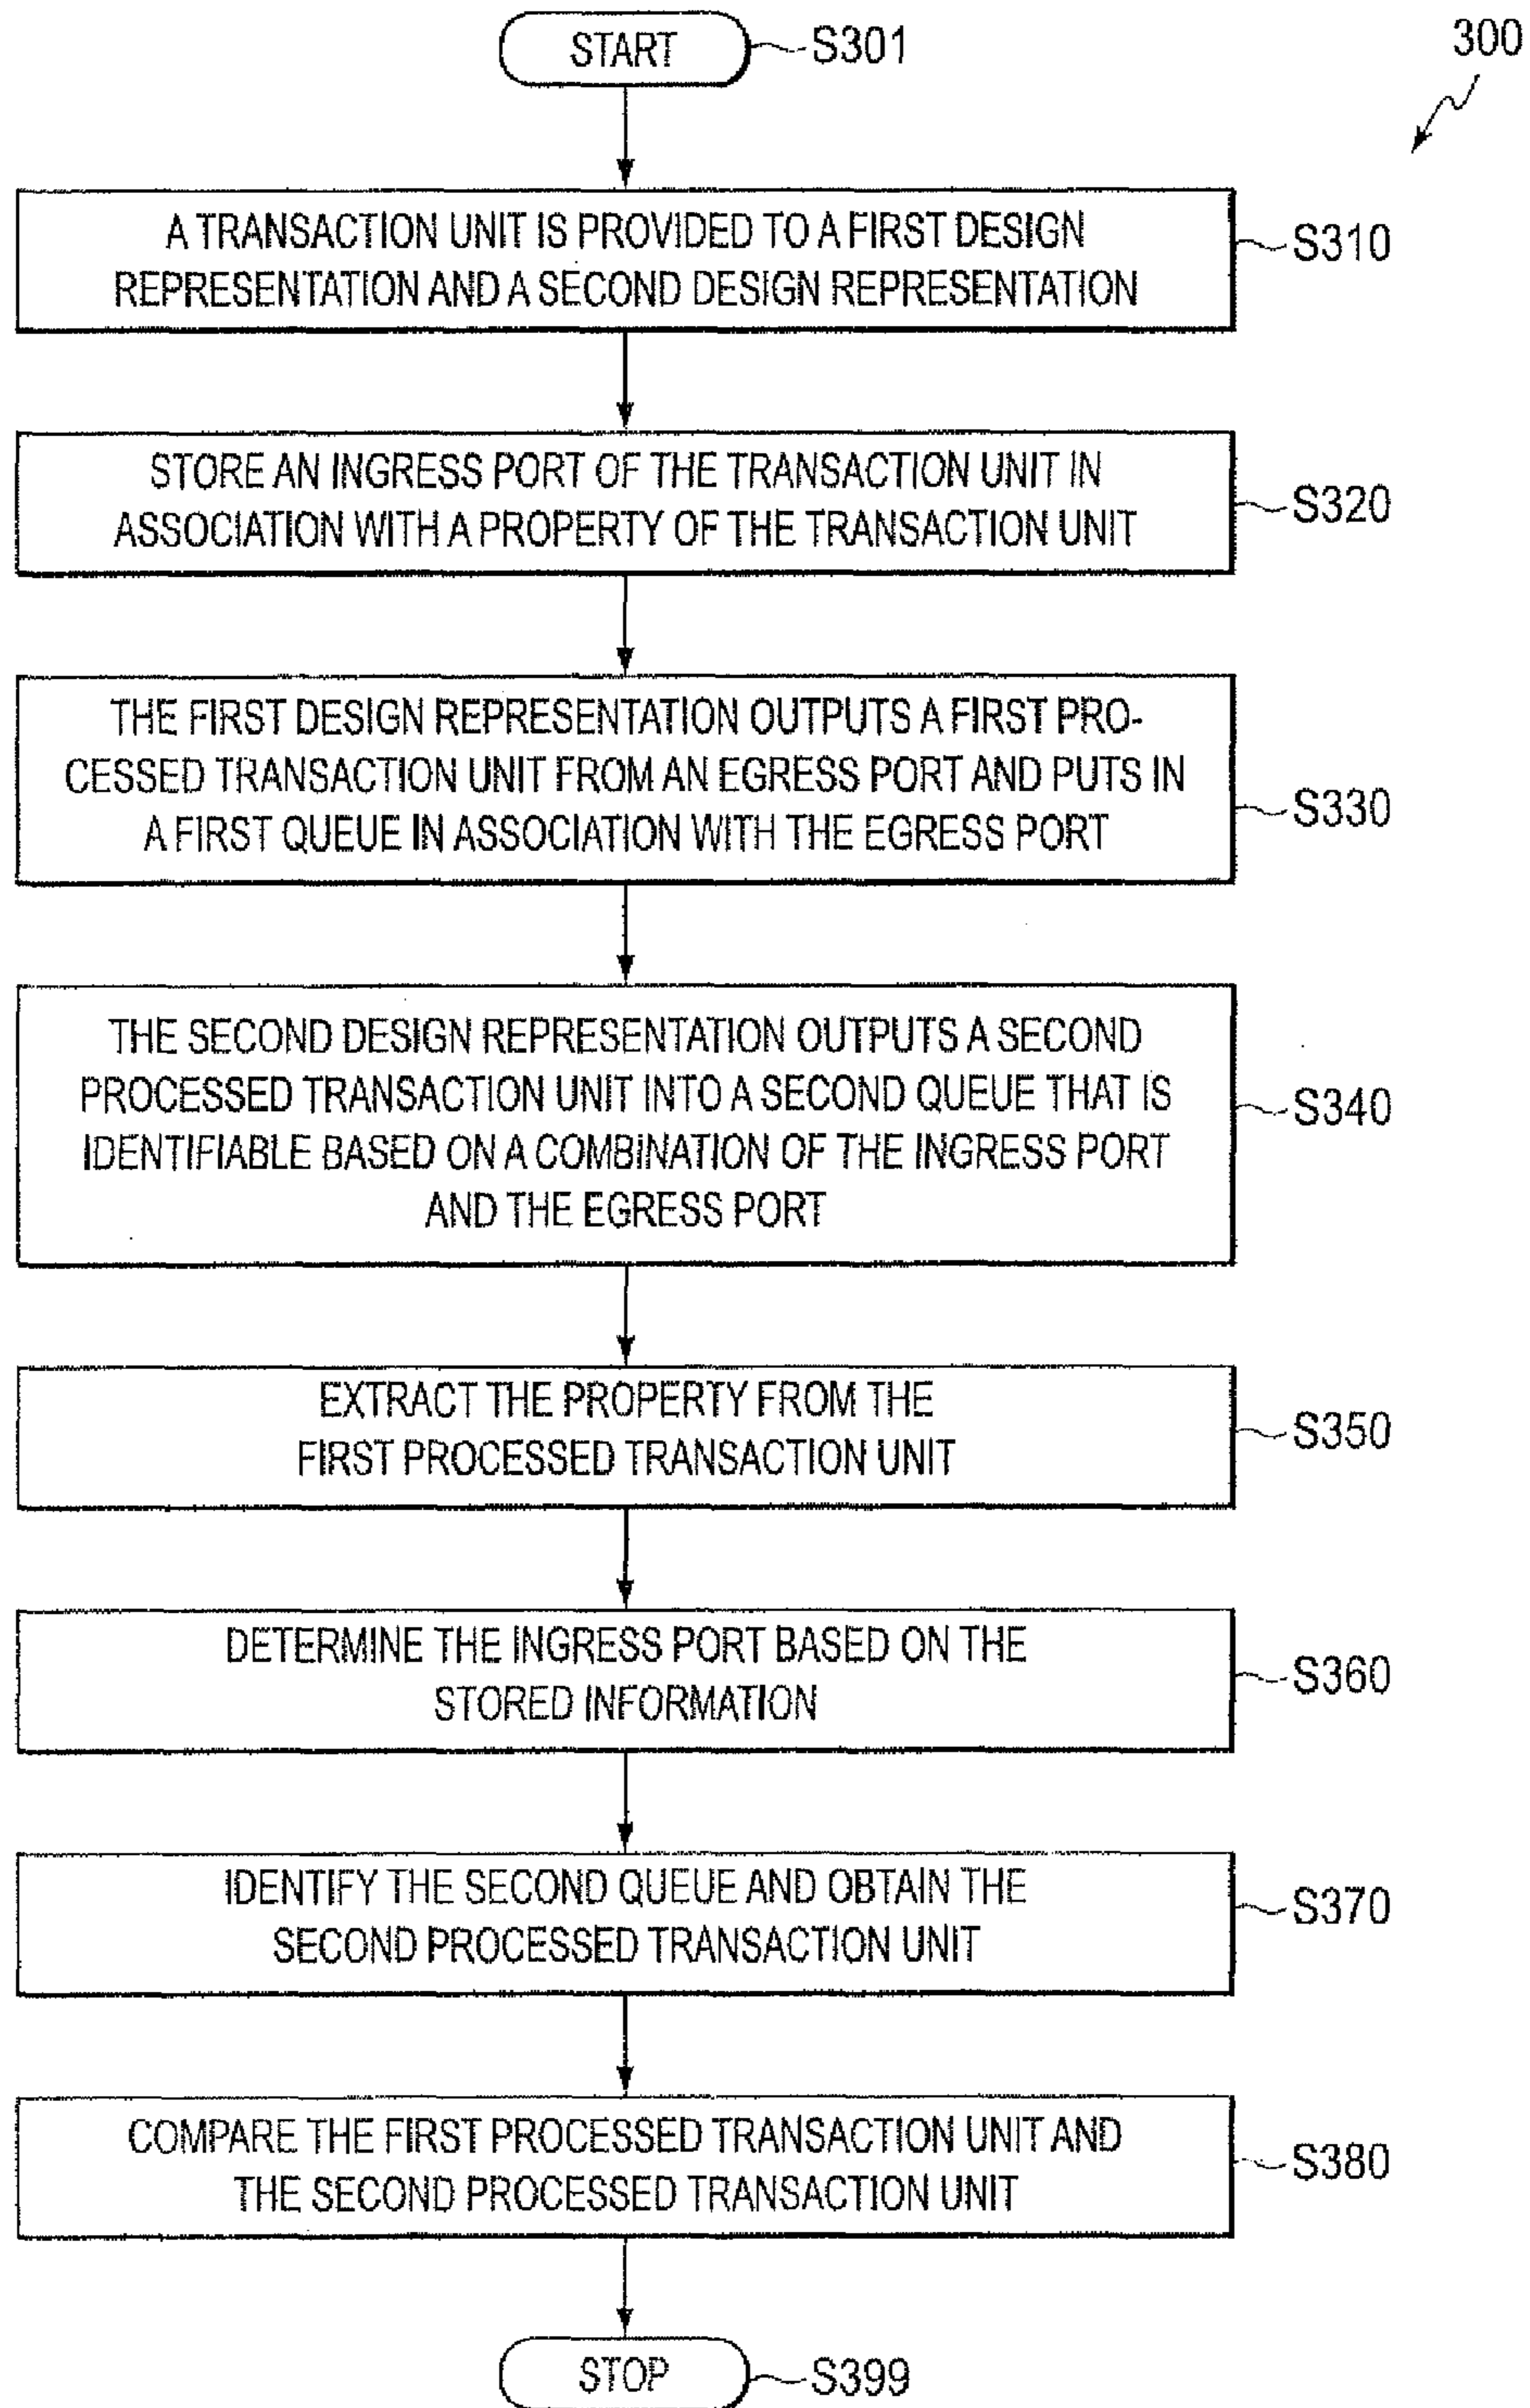 START
S301
300
A TRANSACTION UNIT IS PROVIDED TO A FIRST DESIGN
REPRESENTATION AND A SECOND DESIGN REPRESENTATION
S310
STORE AN INGRESS PORT OF THE TRANSACTION UNIT IN
ASSOCIATION WITH A PROPERTY OF THE TRANSACTION UNIT
S320
THE FIRST DESIGN REPRESENTATION OUTPUTS A FIRST PRO-
CESSED TRANSACTION UNIT FROM AN EGRESS PORT AND PUTS IN
A FIRST QUEUE IN ASSOCIATION WITH THE EGRESS PORT
S330
THE SECOND DESIGN REPRESENTATION OUTPUTS A SECOND
PROCESSED TRANSACTION UNIT INTO A SECOND QUEUE THAT IS
IDENTIFIABLE BASED ON A COMBINATION OF THE INGRESS PORT
AND THE EGRESS PORT
S340
EXTRACT THE PROPERTY FROM THE
FIRST PROCESSED TRANSACTION UNIT
S350
DETERMINE THE INGRESS PORT BASED ON THE
STORED INFORMATION
S360
IDENTIFY THE SECOND QUEUE AND OBTAIN THE
SECOND PROCESSED TRANSACTION UNIT
S370
COMPARE THE FIRST PROCESSED TRANSACTION UNIT AND
THE SECOND PROCESSED TRANSACTION UNIT
S380
STOP
S399